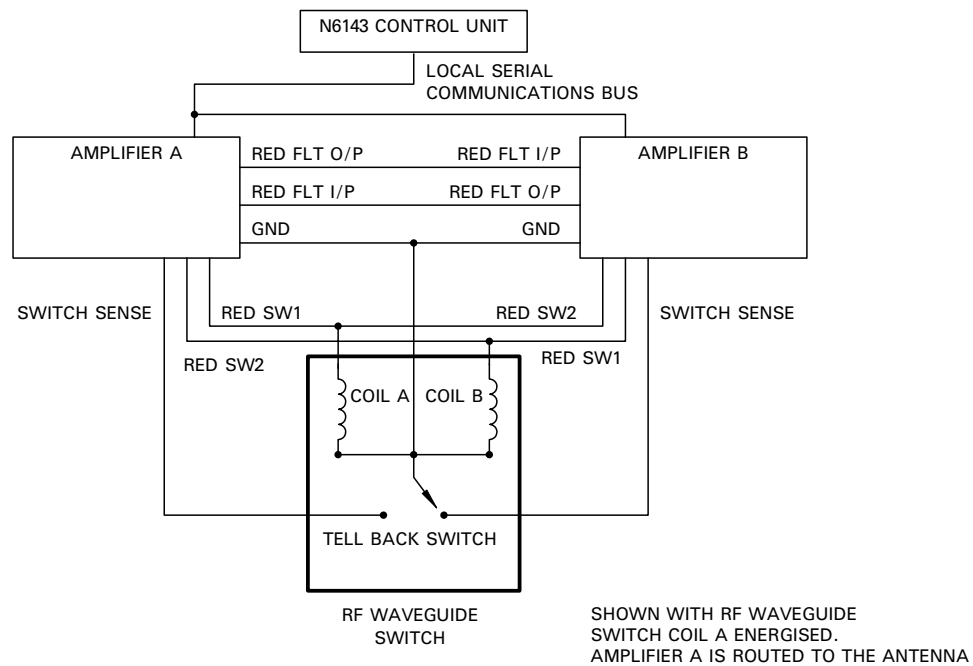 N6143 CONTROL UNIT
LOCAL SERIAL
COMMUNICATIONS BUS
AMPLIFIER A
AMPLIFIER B
RED FLT O/P
RED FLT I/P
RED FLT I/P
RED FLT O/P
GND
GND
SWITCH SENSE
RED SW1
RED SW2
SWITCH SENSE
RED SW2
RED SW1
COIL A
COIL B
TELL BACK SWITCH
RF WAVEGUIDE
SWITCH
SHOWN WITH RF WAVEGUIDE
SWITCH COIL A ENERGISED.
AMPLIFIER A IS ROUTED TO THE ANTENNA